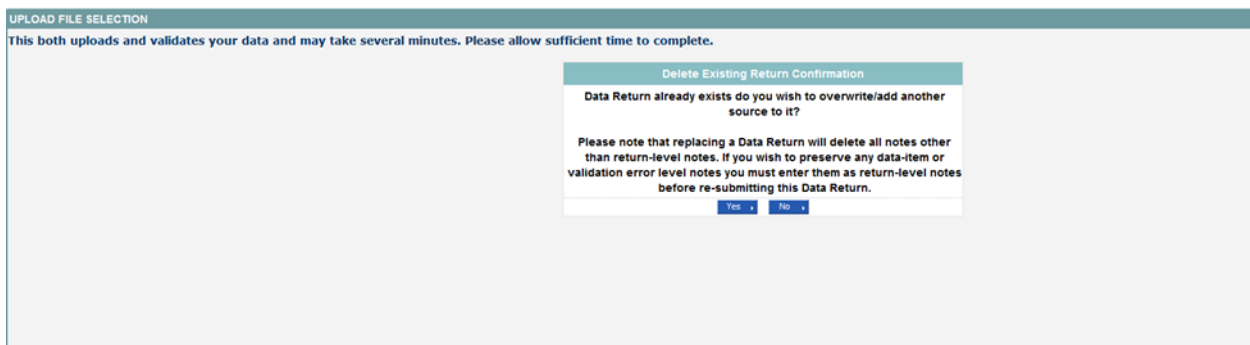 UPLOAD FILE SELECTION
This both uploads and validates your data and may take several minutes. Please allow sufficient time to complete.
Delete Existing Return Confirmation
Data Return already exists do you wish to overwrite/add another
source to it?
Please note that replacing a Data Return will delete all notes other
than return-level notes. If you wish to preserve any data-item or
validation error level notes you must enter them as return-level notes
before re-submitting this Data Return.
Yes No